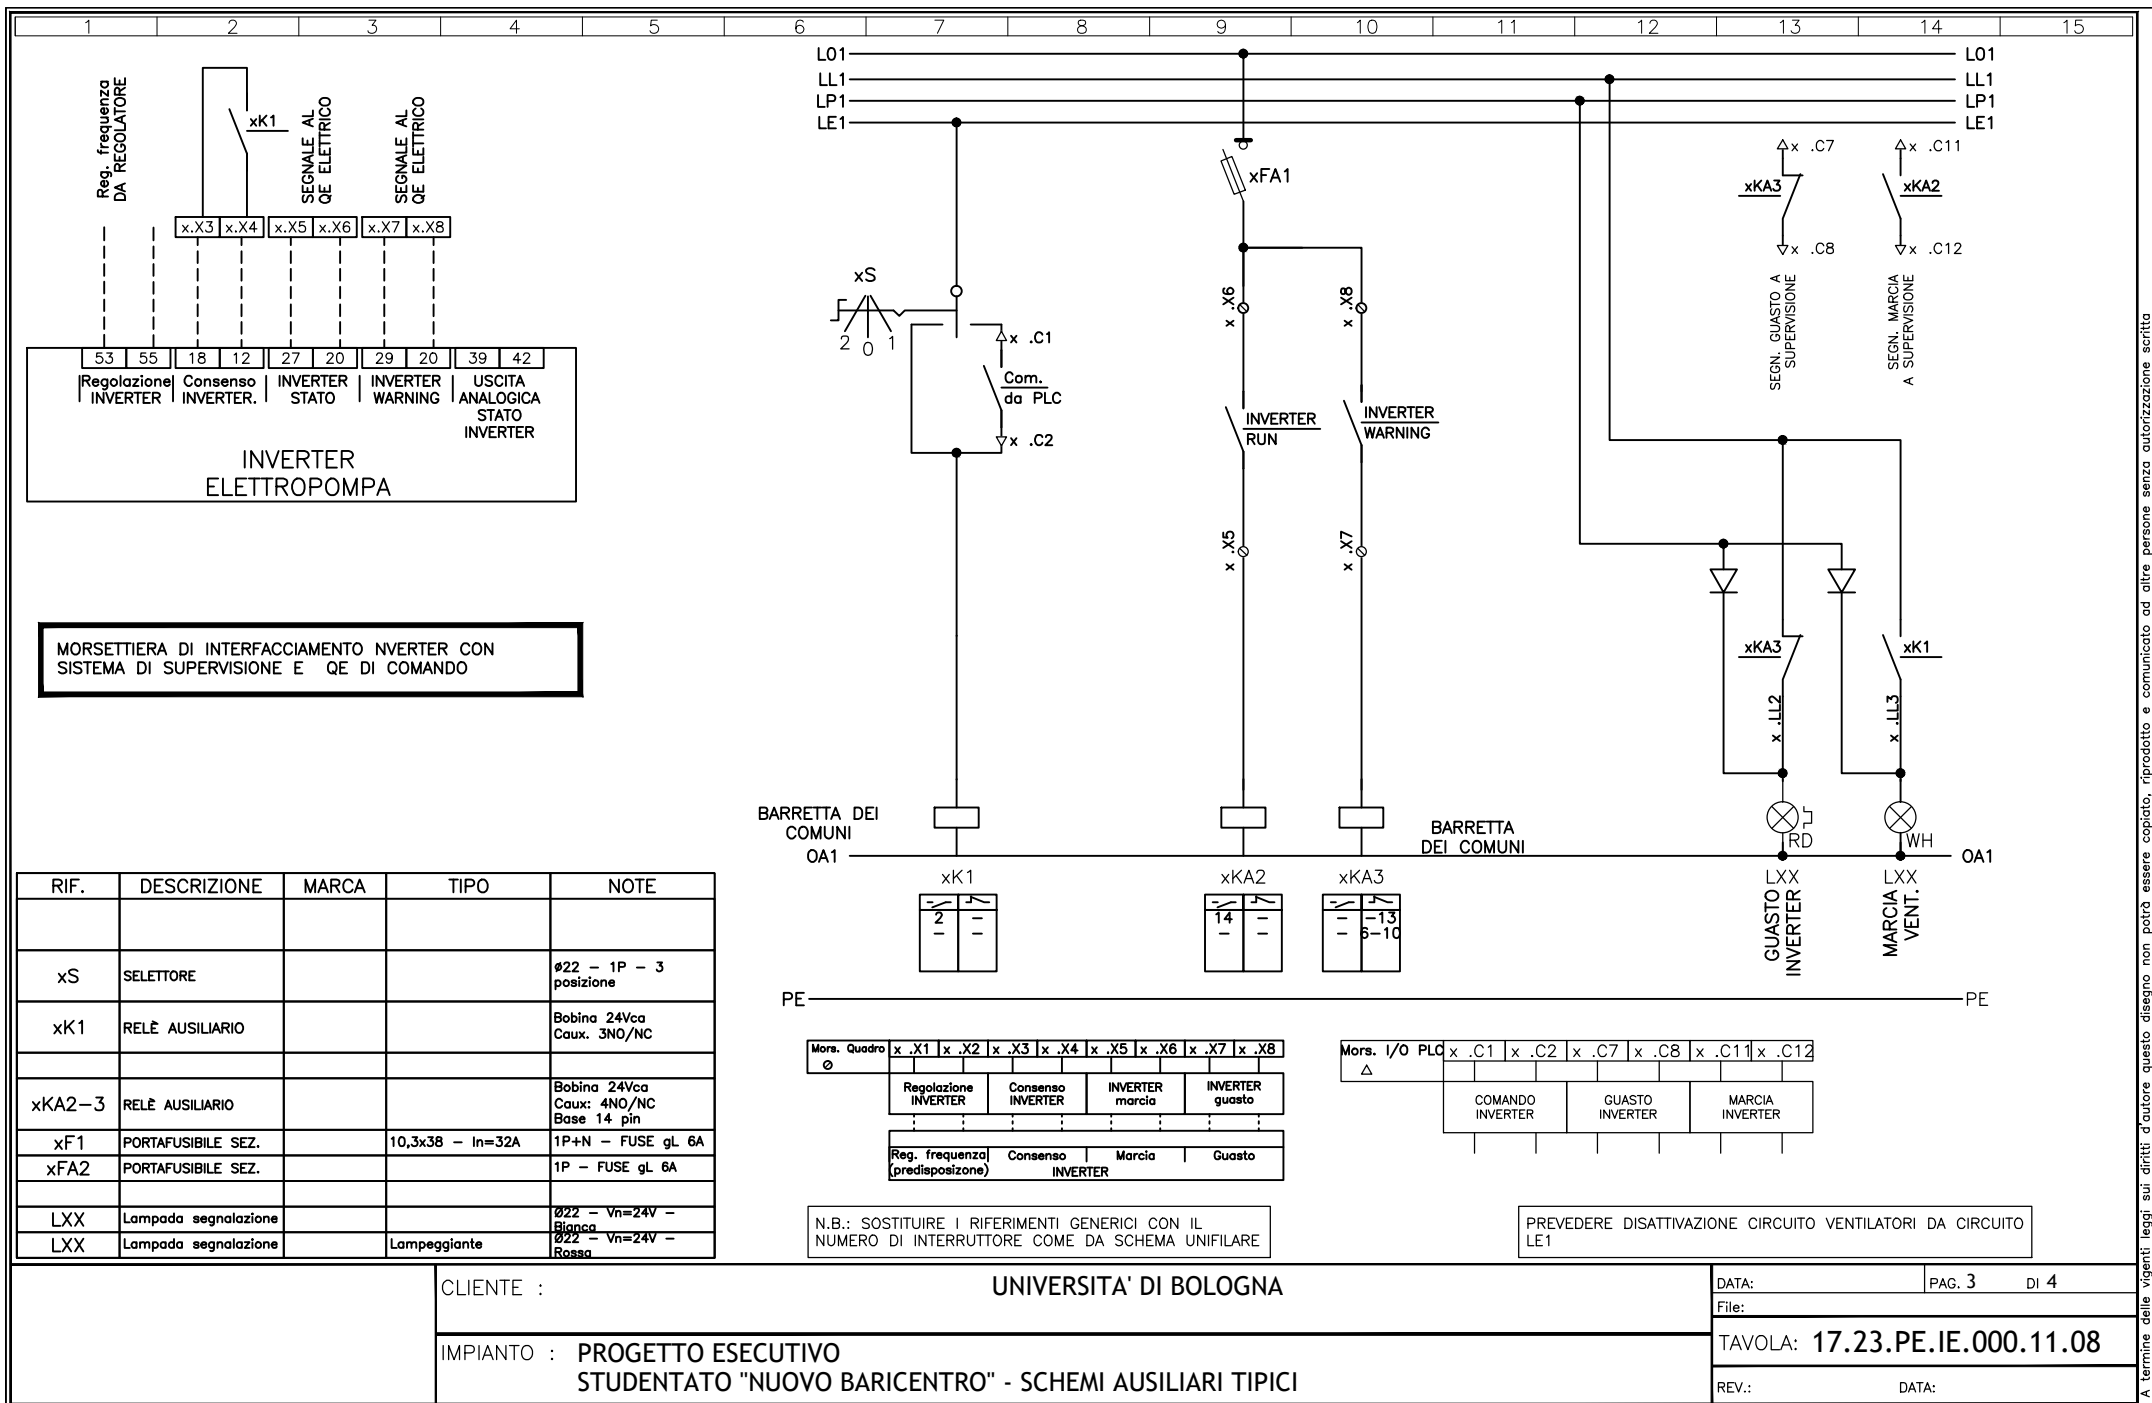 1 2 3 4 5 6 7 8 9 10 11 12 13 14 15
Reg. frequenza
DA REGOLATORE
xK1
SEGNALE AL
QE ELETTRICO
SEGNALE AL
QE ELETTRICO
x.X3 x.X4 x.X5 x.X6 x.X7 x.X8
53 55 18 12 27 20 29 20 39 42
Regolazione
INVERTER
Consenso
INVERTER.
INVERTER
STATO
INVERTER
WARNING
USCITA
ANALOGICA
STATO
INVERTER
INVERTER
ELETTROPOMPA
MORSETTIERA DI INTERFACCIAMENTO NVERTER CON
SISTEMA DI SUPERVISIONE E QE DI COMANDO
L01 L01
LL1 LL1
LP1 LP1
LE1 LE1
xS
2 0 1
x .C1
Com.
da PLC
x .C2
xFA1
x .X6
x .X8
INVERTER
RUN
INVERTER
WARNING
x .X5
x .X7
x .C7
xKA3
x .C8
SEGN. GUASTO A
SUPERVISIONE
x .C11
xKA2
x .C12
SEGN. MARCIA
A SUPERVISIONE
xKA3
xK1
x .LL2
x .LL3
RD
WH
BARRETTA DEI
COMUNI
BARRETTA
DEI COMUNI
OA1 OA1
xK1
2 –
– –
xKA2
14 –
– –
xKA3
– –13
– 6–10
LXX
GUASTO
INVERTER
LXX
MARCIA
VENT.
PE PE
RIF. DESCRIZIONE MARCA TIPO NOTE
xS SELETTORE ø22 – 1P – 3
posizione
xK1 RELÈ AUSILIARIO Bobina 24Vca
Caux. 3NO/NC
xKA2–3 RELÈ AUSILIARIO Bobina 24Vca
Caux: 4NO/NC
Base 14 pin
xF1 PORTAFUSIBILE SEZ. 10,3x38 – In=32A 1P+N – FUSE gL 6A
xFA2 PORTAFUSIBILE SEZ. 1P – FUSE gL 6A
LXX Lampada segnalazione Ø22 – Vn=24V –
Bianca
LXX Lampada segnalazione Lampeggiante Ø22 – Vn=24V –
Rossa
Mors. Quadro x .X1 x .X2 x .X3 x .X4 x .X5 x .X6 x .X7 x .X8
Regolazione
INVERTER
Consenso
INVERTER
INVERTER
marcia
INVERTER
guasto
Reg. frequenza
(predisposizone)
Consenso Marcia Guasto
INVERTER
Mors. I/O PLC x .C1 x .C2 x .C7 x .C8 x .C11 x .C12
COMANDO
INVERTER
GUASTO
INVERTER
MARCIA
INVERTER
N.B.: SOSTITUIRE I RIFERIMENTI GENERICI CON IL
NUMERO DI INTERRUTTORE COME DA SCHEMA UNIFILARE
PREVEDERE DISATTIVAZIONE CIRCUITO VENTILATORI DA CIRCUITO
LE1
CLIENTE : UNIVERSITA' DI BOLOGNA
IMPIANTO : PROGETTO ESECUTIVO
STUDENTATO "NUOVO BARICENTRO" - SCHEMI AUSILIARI TIPICI
DATA: PAG. 3 DI 4
File:
TAVOLA: 17.23.PE.IE.000.11.08
REV.: DATA:
A termine delle vigenti leggi sui diritti d'autore questo disegno non potrà essere copiato, riprodotto e comunicato ad altre persone senza autorizzazione scritta